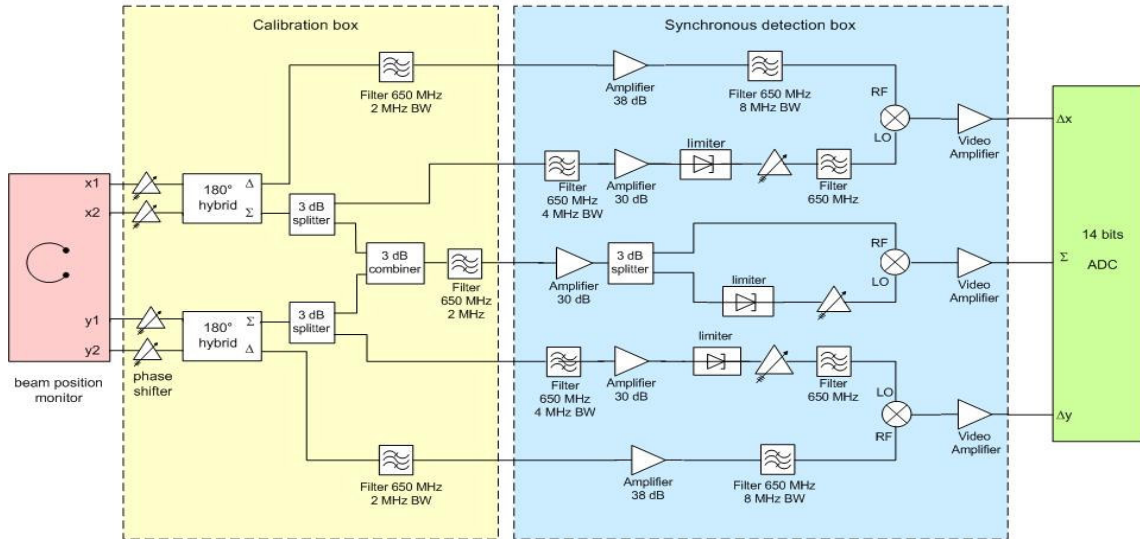 Calibration box
Synchronous detection box
Filter 650 MHz
2 MHz BW
Amplifier
38 dB
Filter 650 MHz
8 MHz BW
RF
LO
Video
Amplifier
Δx
x1
x2
180°
hybrid
Δ
Σ
3 dB
splitter
Filter
650 MHz
4 MHz BW
Amplifier
30 dB
limiter
Filter
650 MHz
3 dB
combiner
Filter
650 MHz
2 MHz
Amplifier
30 dB
3 dB
splitter
limiter
RF
LO
Video
Amplifier
Σ
14 bits
ADC
y1
y2
beam position
monitor
phase
shifter
180°
hybrid
Σ
Δ
3 dB
splitter
Filter
650 MHz
4 MHz BW
Amplifier
30 dB
limiter
Filter
650 MHz
LO
RF
Video
Amplifier
Δy
Filter 650 MHz
2 MHz BW
Amplifier
38 dB
Filter 650 MHz
8 MHz BW